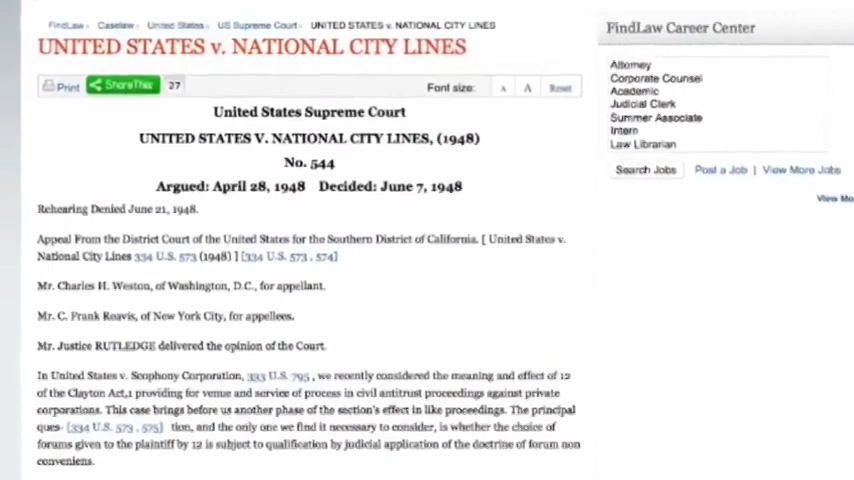 FindLaw Caselaw United States US Supreme Court UNITED STATES v. NATIONAL CITY LINES
UNITED STATES v. NATIONAL CITY LINES
Print ShareThis 27 Font size: A A Reset
United States Supreme Court
UNITED STATES V. NATIONAL CITY LINES, (1948)
No. 544
Argued: April 28, 1948 Decided: June 7, 1948
Rehearing Denied June 21, 1948.
Appeal From the District Court of the United States for the Southern District of California. [ United States v.
National City Lines 334 U.S. 573 (1948) ] [334 U.S. 573 , 574]
Mr. Charles H. Weston, of Washington, D.C., for appellant.
Mr. C. Frank Reavis, of New York City, for appellees.
Mr. Justice RUTLEDGE delivered the opinion of the Court.
In United States v. Scophony Corporation, 333 U.S. 795 , we recently considered the meaning and effect of 12
of the Clayton Act,1 providing for venue and service of process in civil antitrust proceedings against private
corporations. This case brings before us another phase of the section's effect in like proceedings. The principal
ques- [334 U.S. 573 , 575] tion, and the only one we find it necessary to consider, is whether the choice of
forums given to the plaintiff by 12 is subject to qualification by judicial application of the doctrine of forum non
conveniens.
FindLaw Career Center
Attorney
Corporate Counsel
Academic
Judicial Clerk
Summer Associate
Intern
Law Librarian
Search Jobs Post a Job | View More Jobs
View Mo